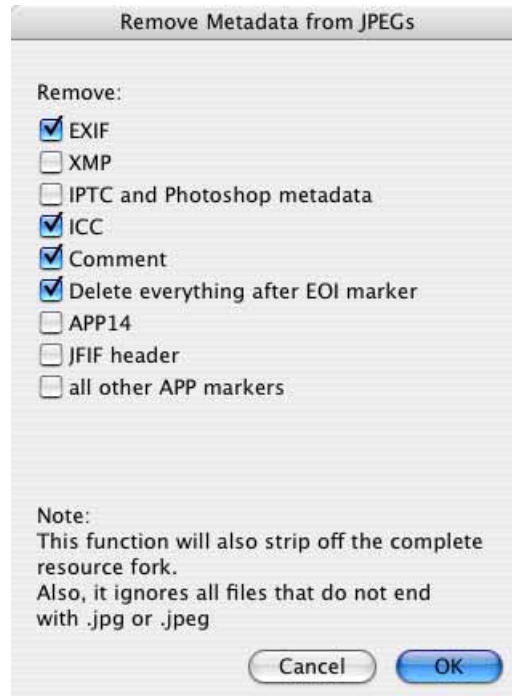 Remove Metadata from JPEGs
Remove:
EXIF
XMP
IPTC and Photoshop metadata
ICC
Comment
Delete everything after EOI marker
APP14
JFIF header
all other APP markers
Note:
This function will also strip off the complete
resource fork.
Also, it ignores all files that do not end
with .jpg or .jpeg
Cancel
OK